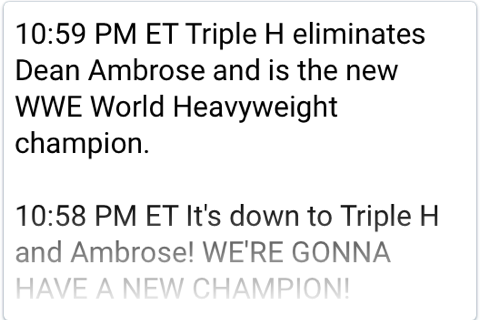 10:59 PM ET Triple H eliminates
Dean Ambrose and is the new
WWE World Heavyweight
champion.
10:58 PM ET It's down to Triple H
and Ambrose! WE'RE GONNA
HAVE A NEW CHAMPION!